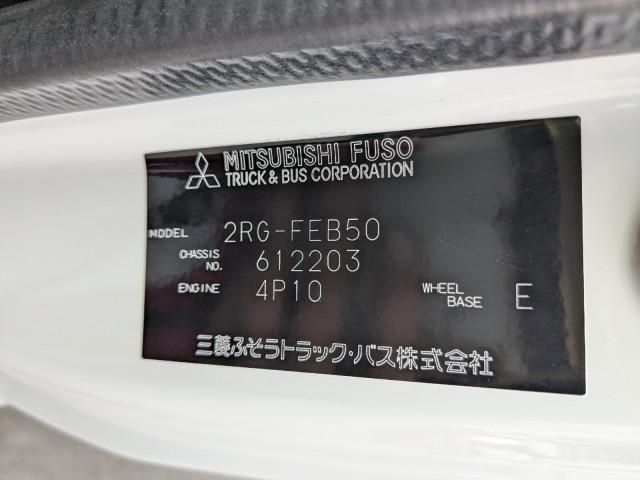 MITSUBISHI FUSO
TRUCK & BUS CORPORATION
MODEL 2RG-FEB50
CHASSIS NO. 612203
ENGINE 4P10 WHEEL BASE E
三菱ふそうトラック・バス株式会社